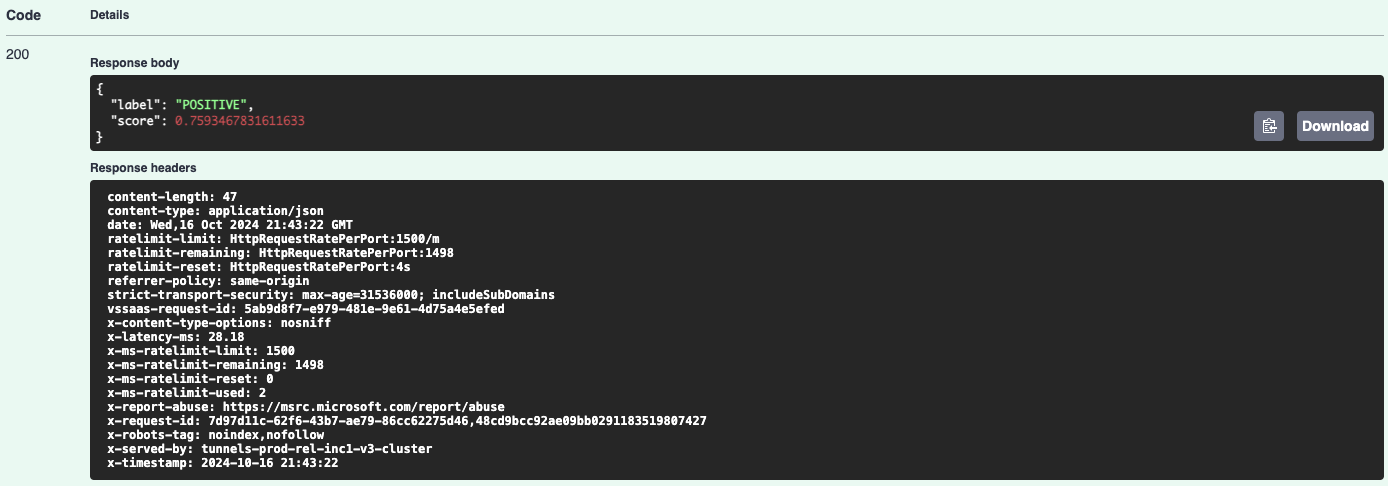 Code Details
200
Response body
{
"label": "POSITIVE",
"score": 0.7593467831611633
}
Download
Response headers
content-length: 47
content-type: application/json
date: Wed,16 Oct 2024 21:43:22 GMT
ratelimit-limit: HttpRequestRatePerPort:1500/m
ratelimit-remaining: HttpRequestRatePerPort:1498
ratelimit-reset: HttpRequestRatePerPort:4s
referrer-policy: same-origin
strict-transport-security: max-age=31536000; includeSubDomains
vssaas-request-id: 5ab9d8f7-e979-481e-9e61-4d75a4e5efed
x-content-type-options: nosniff
x-latency-ms: 28.18
x-ms-ratelimit-limit: 1500
x-ms-ratelimit-remaining: 1498
x-ms-ratelimit-reset: 0
x-ms-ratelimit-used: 2
x-report-abuse: https://msrc.microsoft.com/report/abuse
x-request-id: 7d97d11c-62f6-43b7-ae79-86cc62275d46,48cd9bcc92ae09bb0291183519807427
x-robots-tag: noindex,nofollow
x-served-by: tunnels-prod-rel-inc1-v3-cluster
x-timestamp: 2024-10-16 21:43:22